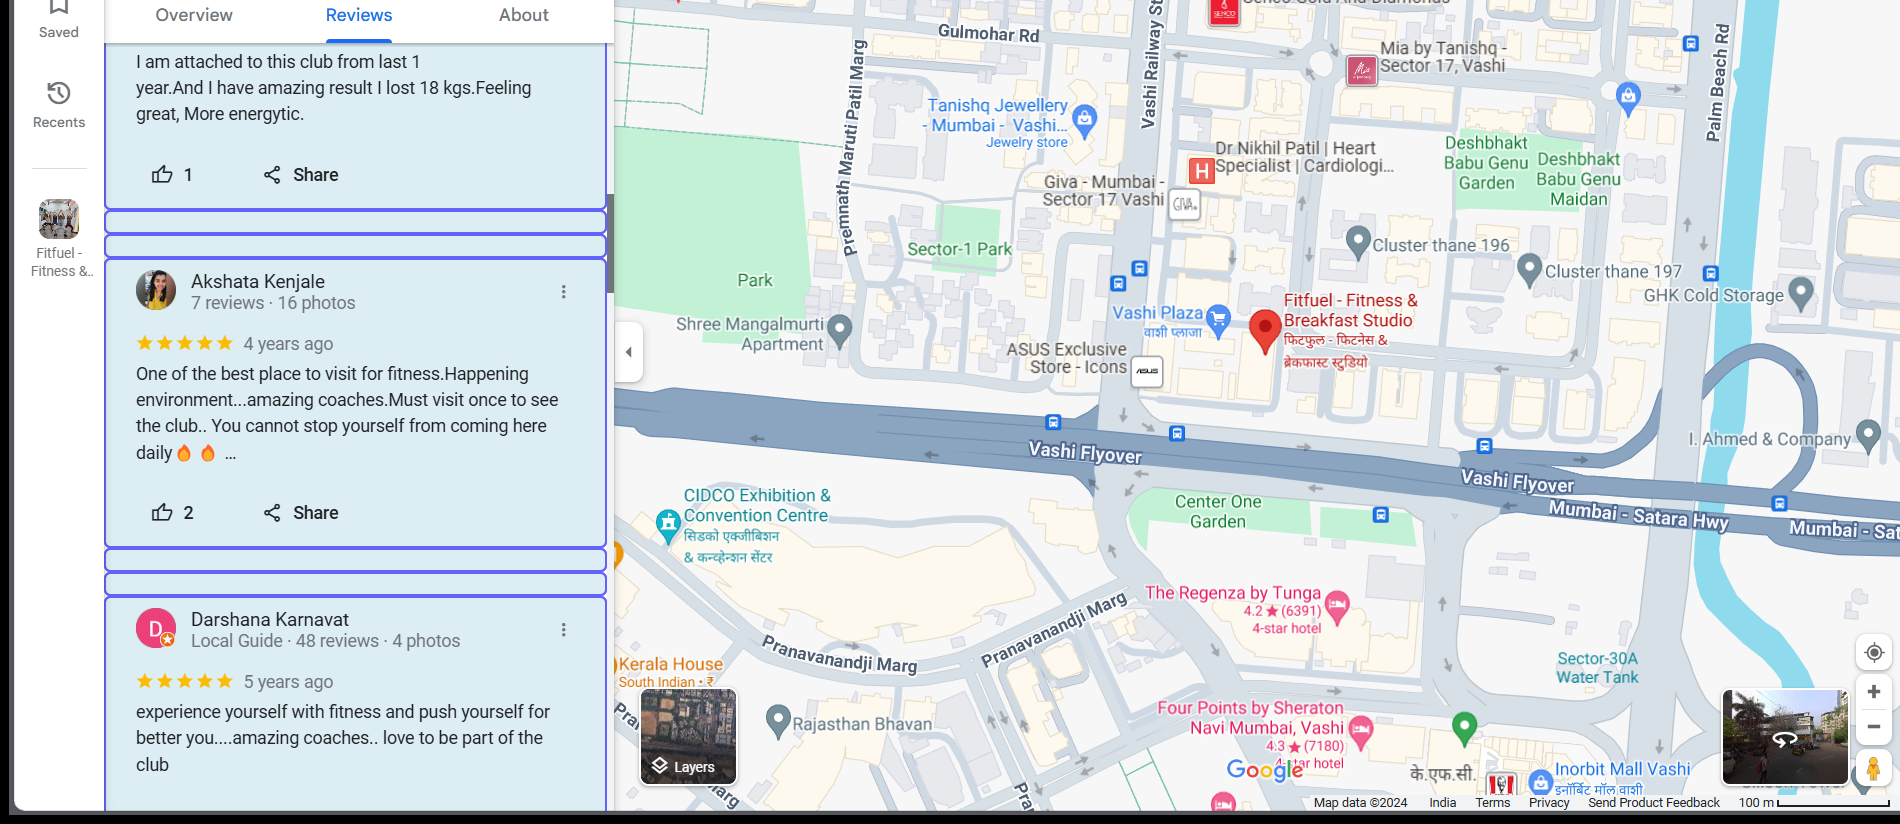 Saved
Recents
Fitfuel -
Fitness &..
Overview
Reviews
About
I am attached to this club from last 1
year.And I have amazing result I lost 18 kgs.Feeling
great, More energytic.
1
Share
Akshata Kenjale
7 reviews · 16 photos
4 years ago
One of the best place to visit for fitness.Happening
environment...amazing coaches.Must visit once to see
the club.. You cannot stop yourself from coming here
daily🔥 🔥 ...
2
Share
D
Darshana Karnavat
Local Guide · 48 reviews · 4 photos
5 years ago
experience yourself with fitness and push yourself for
better you....amazing coaches.. love to be part of the
club
Gulmohar Rd
Vashi Railway St
SENCO
Senco Gold And Diamonds
Mia by Tanishq -
Sector 17, Vashi
Mia
Palm Beach Rd
Premnath Maruti Patil Marg
Tanishq Jewellery
- Mumbai - Vashi...
Jewelry store
Dr Nikhil Patil | Heart
Specialist | Cardiologi...
H
Giva - Mumbai -
Sector 17 Vashi
GIVA
Deshbhakt
Babu Genu
Garden
Deshbhakt
Babu Genu
Maidan
Sector-1 Park
Park
Cluster thane 196
Cluster thane 197
GHK Cold Storage
Shree Mangalmurti
Apartment
Vashi Plaza
वाशी प्लाजा
Fitfuel - Fitness &
Breakfast Studio
फिटफुल - फिटनेस &
ब्रेकफास्ट स्टुडियो
ASUS Exclusive
Store - Icons
ASUS
I. Ahmed & Company
Vashi Flyover
Vashi Flyover
Mumbai - Satara Hwy
Mumbai - Sat
CIDCO Exhibition &
Convention Centre
सिडको एक्जीबिशन
& कन्व्हेन्शन सेंटर
Center One
Garden
The Regenza by Tunga
4.2 ★ (6391)
4-star hotel
Pranavanandji Marg
Pranavanandji Marg
Kerala House
South Indian • ₹
Sector-30A
Water Tank
Rajasthan Bhavan
Four Points by Sheraton
Navi Mumbai, Vashi
4.3 ★ (7180)
4-star hotel
Layers
Google
के.एफ.सी.
Inorbit Mall Vashi
इनॉर्बिट मॉल वाशी
Map data ©2024
India
Terms
Privacy
Send Product Feedback
100 m